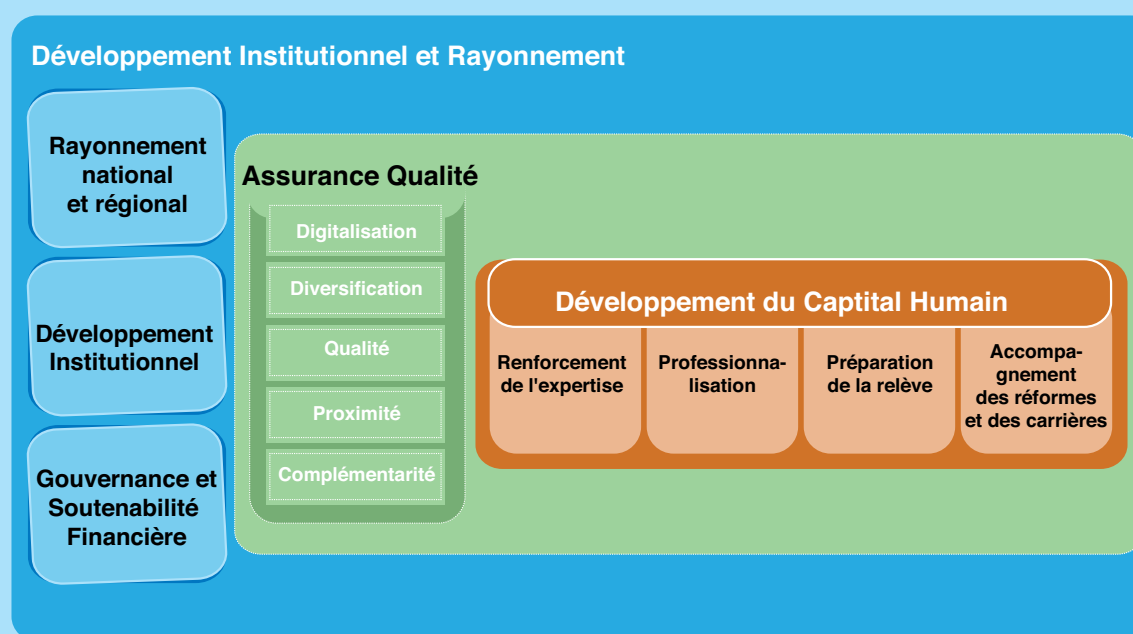 Développement Institutionnel et Rayonnement
Rayonnement
national
et régional
Développement
Institutionnel
Gouvernance et
Soutenabilité
Financière
Assurance Qualité
Digitalisation
Diversification
Qualité
Proximité
Complémentarité
Développement du Captital Humain
Renforcement
de l'expertise
Professionna-
lisation
Préparation
de la relève
Accompa-
gnement
des réformes
et des carrières